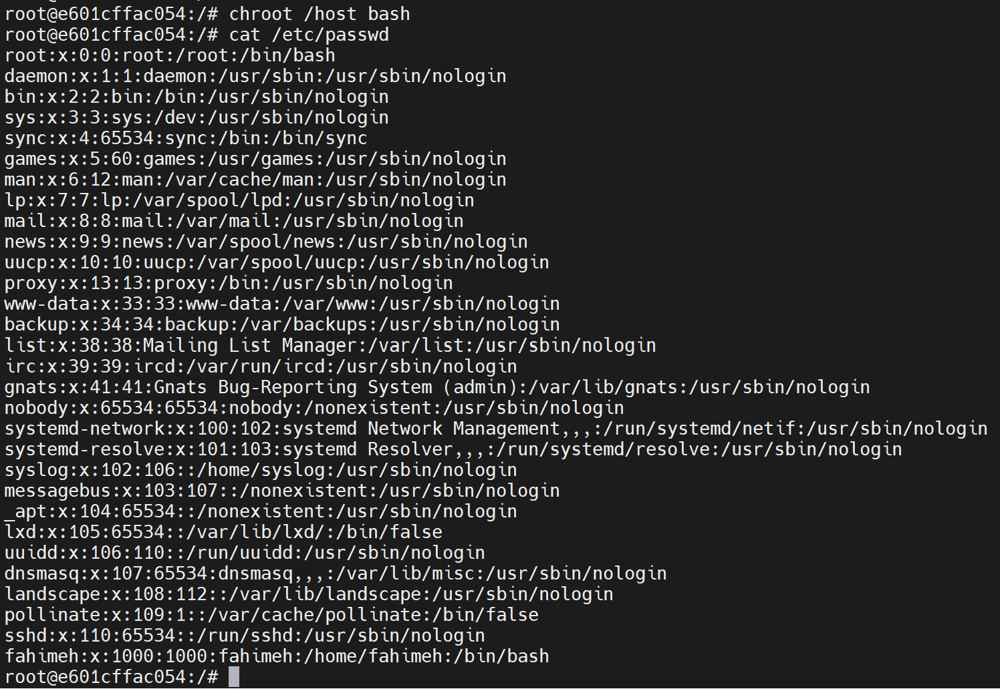 root@e601cffac054:/# chroot /host bash
root@e601cffac054:/# cat /etc/passwd
root:x:0:0:root:/root:/bin/bash
daemon:x:1:1:daemon:/usr/sbin:/usr/sbin/nologin
bin:x:2:2:bin:/bin:/usr/sbin/nologin
sys:x:3:3:sys:/dev:/usr/sbin/nologin
sync:x:4:65534:sync:/bin:/bin/sync
games:x:5:60:games:/usr/games:/usr/sbin/nologin
man:x:6:12:man:/var/cache/man:/usr/sbin/nologin
lp:x:7:7:lp:/var/spool/lpd:/usr/sbin/nologin
mail:x:8:8:mail:/var/mail:/usr/sbin/nologin
news:x:9:9:news:/var/spool/news:/usr/sbin/nologin
uucp:x:10:10:uucp:/var/spool/uucp:/usr/sbin/nologin
proxy:x:13:13:proxy:/bin:/usr/sbin/nologin
www-data:x:33:33:www-data:/var/www:/usr/sbin/nologin
backup:x:34:34:backup:/var/backups:/usr/sbin/nologin
list:x:38:38:Mailing List Manager:/var/list:/usr/sbin/nologin
irc:x:39:39:ircd:/var/run/ircd:/usr/sbin/nologin
gnats:x:41:41:Gnats Bug-Reporting System (admin):/var/lib/gnats:/usr/sbin/nologin
nobody:x:65534:65534:nobody:/nonexistent:/usr/sbin/nologin
systemd-network:x:100:102:systemd Network Management,,,:/run/systemd/netif:/usr/sbin/nologin
systemd-resolve:x:101:103:systemd Resolver,,,:/run/systemd/resolve:/usr/sbin/nologin
syslog:x:102:106::/home/syslog:/usr/sbin/nologin
messagebus:x:103:107::/nonexistent:/usr/sbin/nologin
_apt:x:104:65534::/nonexistent:/usr/sbin/nologin
lxd:x:105:65534::/var/lib/lxd/:/bin/false
uuidd:x:106:110::/run/uuidd:/usr/sbin/nologin
dnsmasq:x:107:65534:dnsmasq,,,:/var/lib/misc:/usr/sbin/nologin
landscape:x:108:112::/var/lib/landscape:/usr/sbin/nologin
pollinate:x:109:1::/var/cache/pollinate:/bin/false
sshd:x:110:65534::/run/sshd:/usr/sbin/nologin
fahimeh:x:1000:1000:fahimeh:/home/fahimeh:/bin/bash
root@e601cffac054:/#